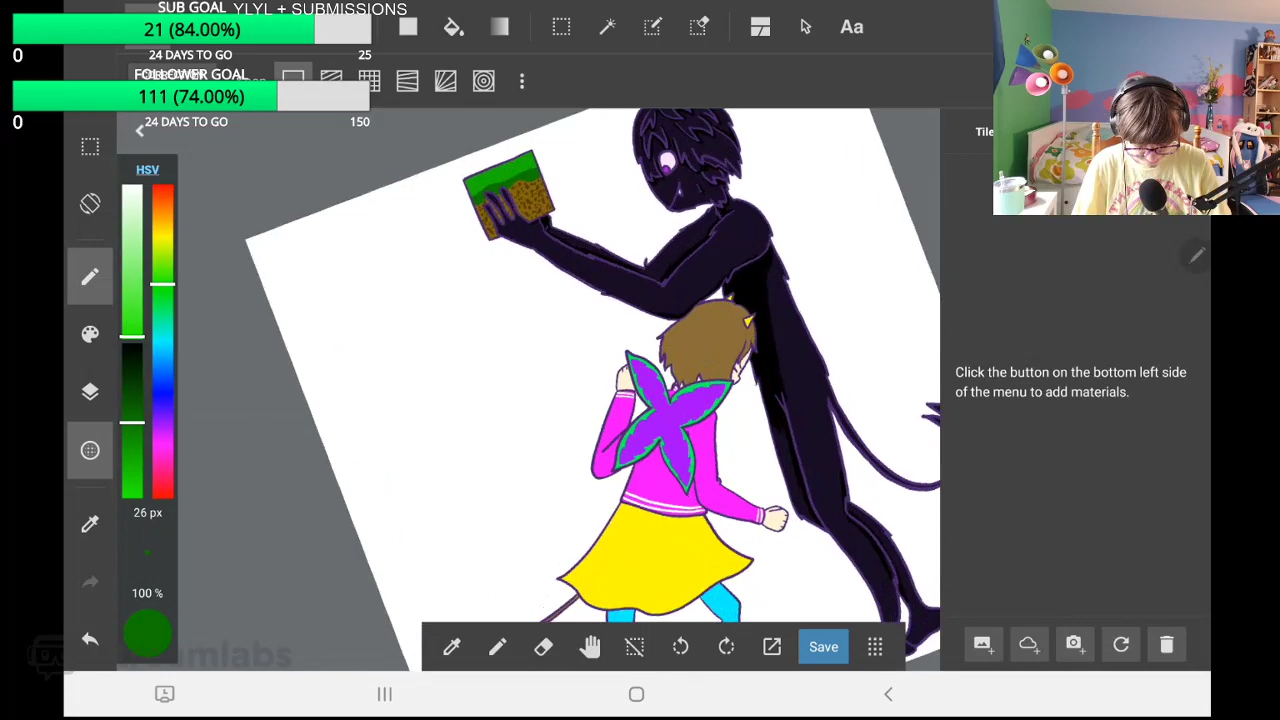 SUB GOAL
YLYL + SUBMISSIONS
21 (84.00%)
0
24 DAYS TO GO
25
FOLLOWER GOAL
111 (74.00%)
0
24 DAYS TO GO
150
Aa
HSV
26 px
100 %
Tile
Click the button on the bottom left side
of the menu to add materials.
Save